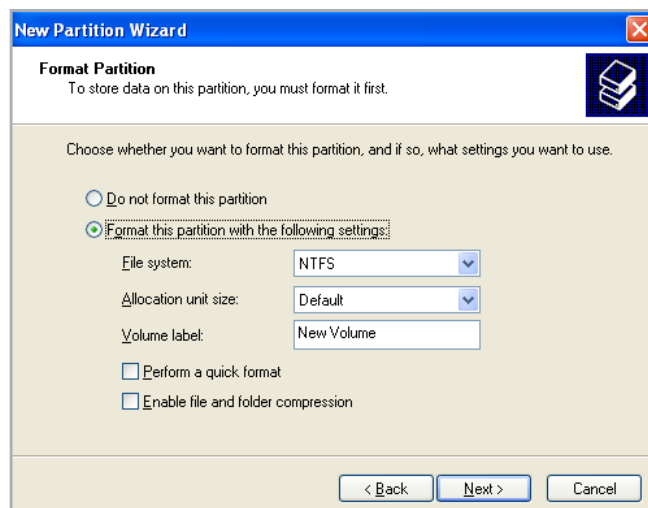 New Partition Wizard
Format Partition
To store data on this partition, you must format it first.
Choose whether you want to format this partition, and if so, what settings you want to use.
Do not format this partition
Format this partition with the following settings:
File system: NTFS
Allocation unit size: Default
Volume label: New Volume
Perform a quick format
Enable file and folder compression
< Back Next > Cancel